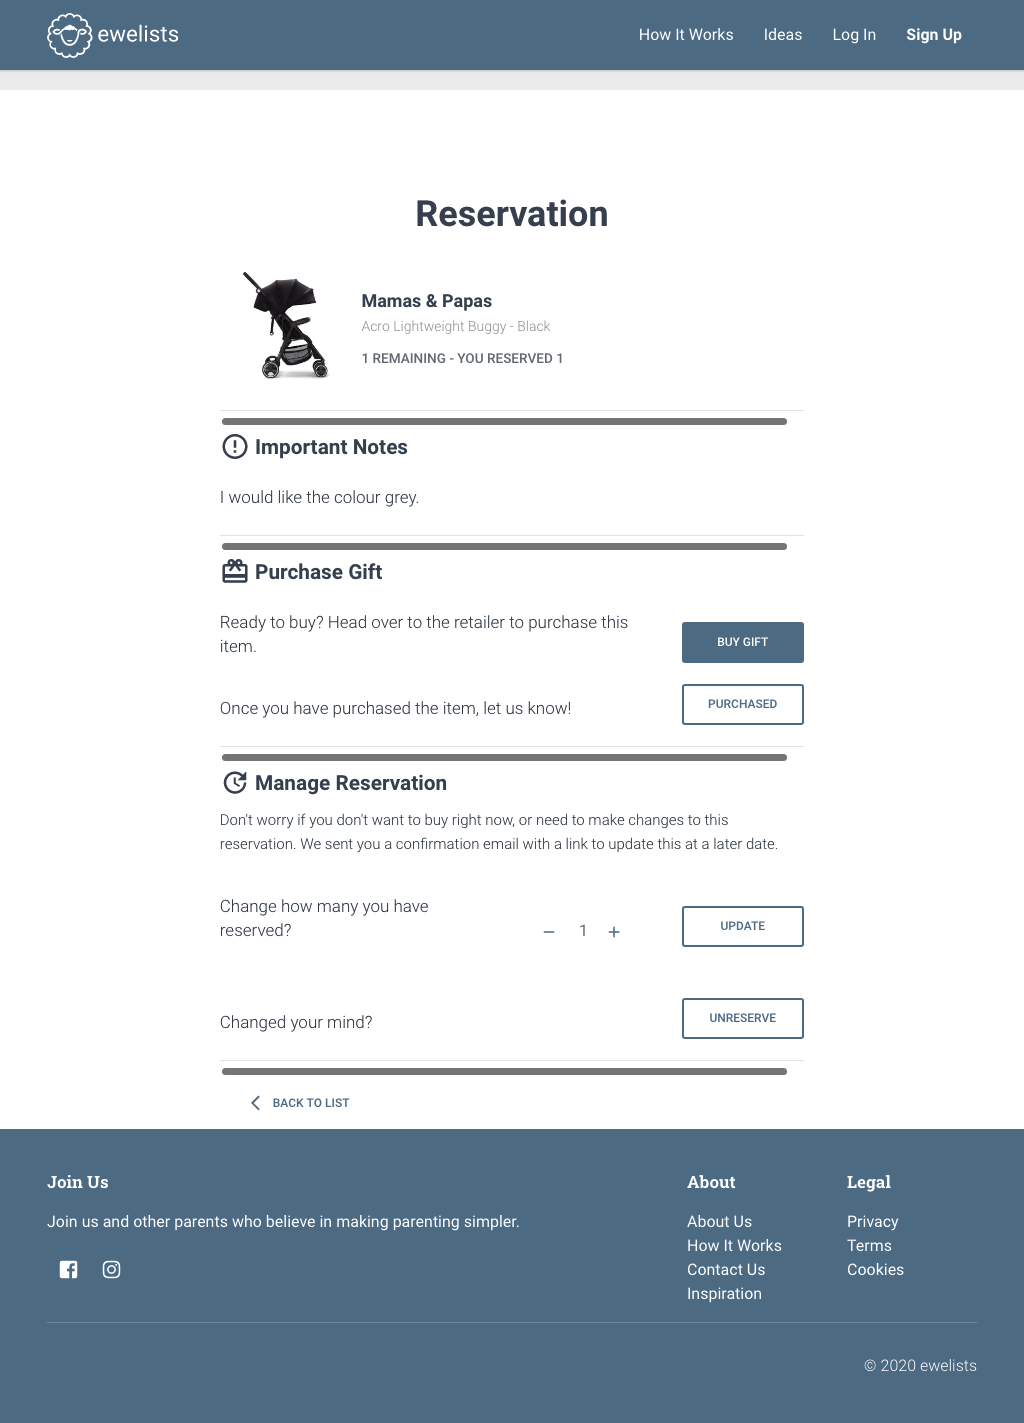 ewelists
How It Works
Ideas
Log In
Sign Up
Reservation
Mamas & Papas
Acro Lightweight Buggy - Black
1 REMAINING - YOU RESERVED 1
Important Notes
I would like the colour grey.
Purchase Gift
Ready to buy? Head over to the retailer to purchase this
item.
BUY GIFT
Once you have purchased the item, let us know!
PURCHASED
Manage Reservation
Don't worry if you don't want to buy right now, or need to make changes to this
reservation. We sent you a confirmation email with a link to update this at a later date.
Change how many you have
reserved?
− 1 +
UPDATE
Changed your mind?
UNRESERVE
BACK TO LIST
Join Us
Join us and other parents who believe in making parenting simpler.
About
About Us
How It Works
Contact Us
Inspiration
Legal
Privacy
Terms
Cookies
© 2020 ewelists